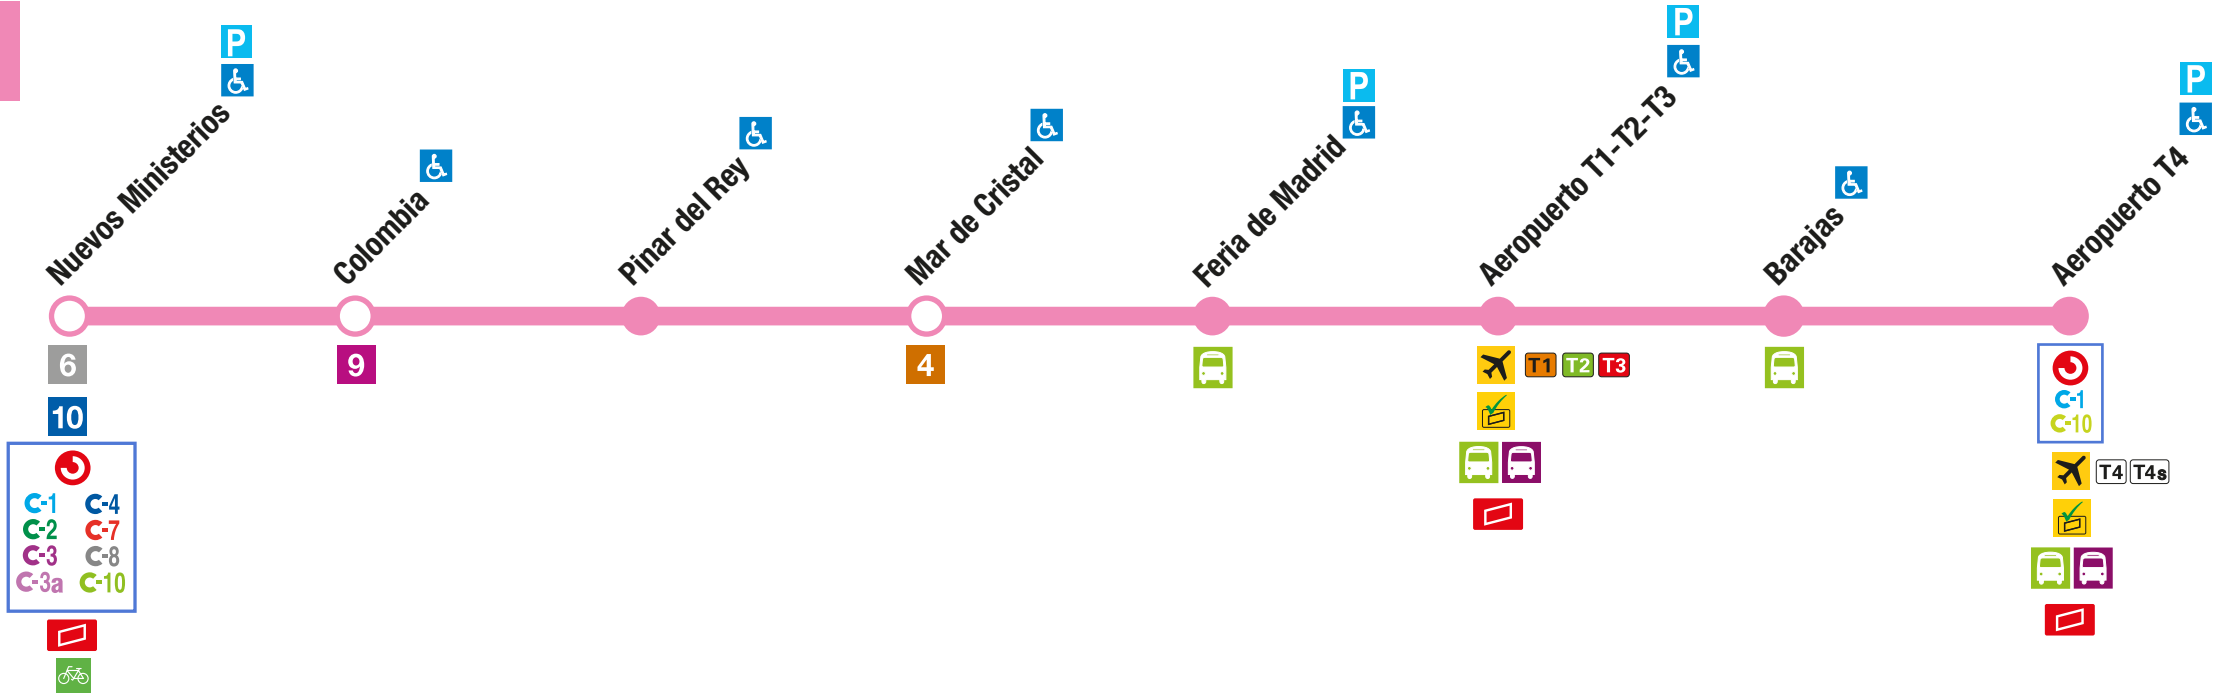 P
Nuevos Ministerios
6
10
C-1 C-4
C-2 C-7
C-3 C-8
C-3a C-10
Colombia
9
Pinar del Rey
Mar de Cristal
4
P
Feria de Madrid
P
Aeropuerto T1-T2-T3
T1 T2 T3
Barajas
P
Aeropuerto T4
C-1
C-10
T4 T4s